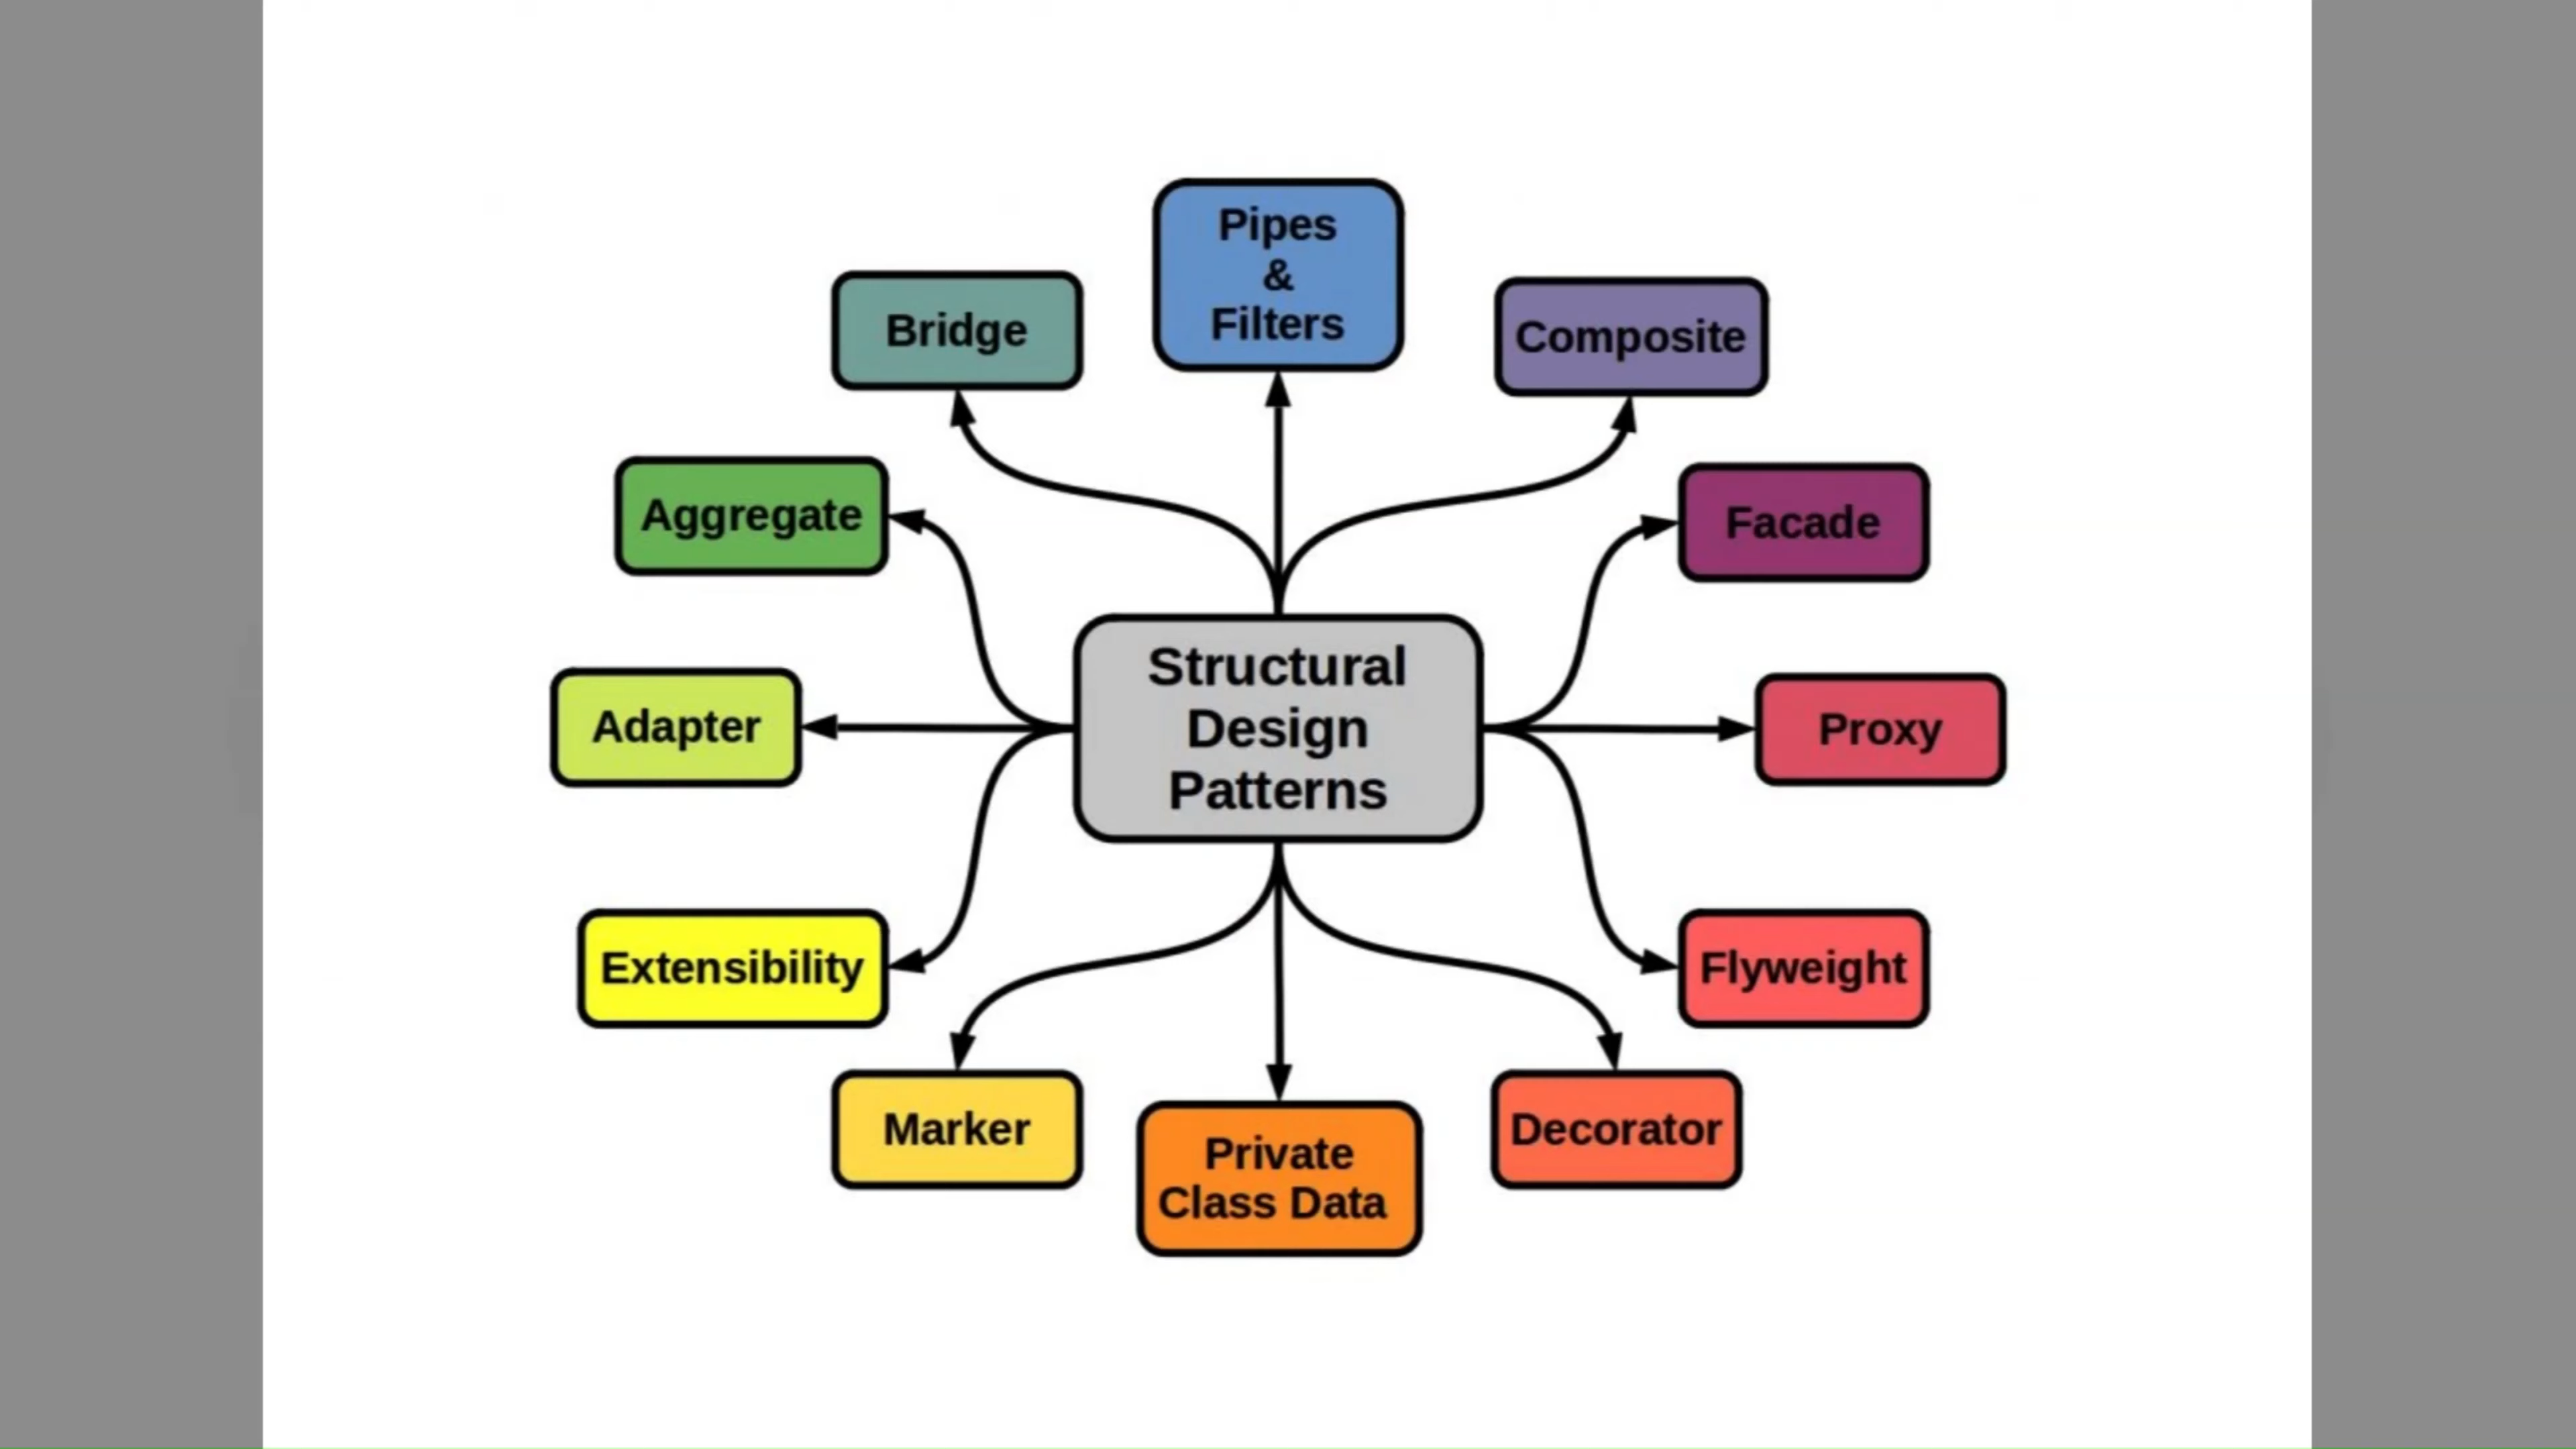 Pipes
&
Filters
Bridge
Composite
Aggregate
Facade
Structural
Design
Patterns
Adapter
Proxy
Extensibility
Flyweight
Marker
Private
Class Data
Decorator